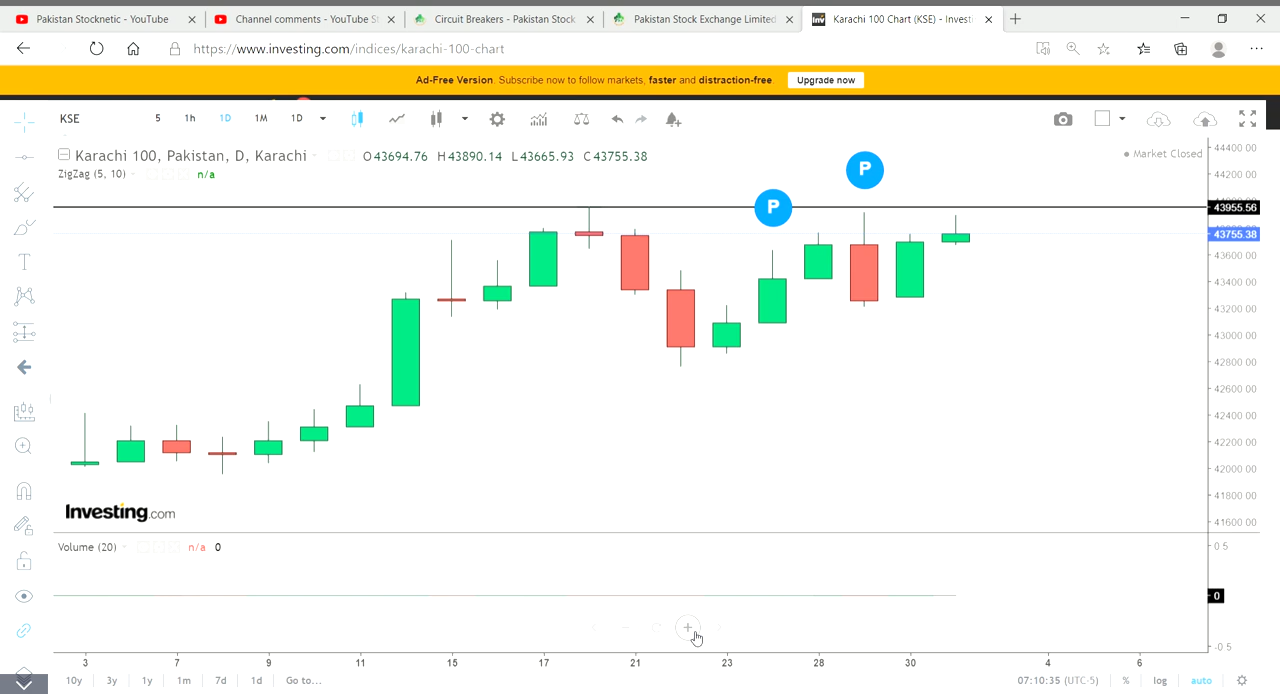 Pakistan Stocknetic - YouTube
Channel comments - YouTube St
Circuit Breakers - Pakistan Stock
Pakistan Stock Exchange Limited
Karachi 100 Chart (KSE) - Investi
https://www.investing.com/indices/karachi-100-chart
Ad-Free Version. Subscribe now to follow markets, faster and distraction-free. Upgrade now
KSE 5 1h 1D 1M 1D
Karachi 100, Pakistan, D, Karachi O43694.76 H43890.14 L43665.93 C43755.38
Market Closed
ZigZag (5, 10) n/a
P
P
44400 00
44200 00
43955.56
43755.38
43600 00
43400 00
43200 00
43000 00
42800 00
42600 00
42400 00
42200 00
42000 00
41800 00
41600 00
Investing.com
Volume (20) n/a 0
0 5
0
-0 5
3 7 9 11 15 17 21 23 28 30 4 6
10y 3y 1y 1m 7d 1d Go to... 07:10:35 (UTC-5) % log auto